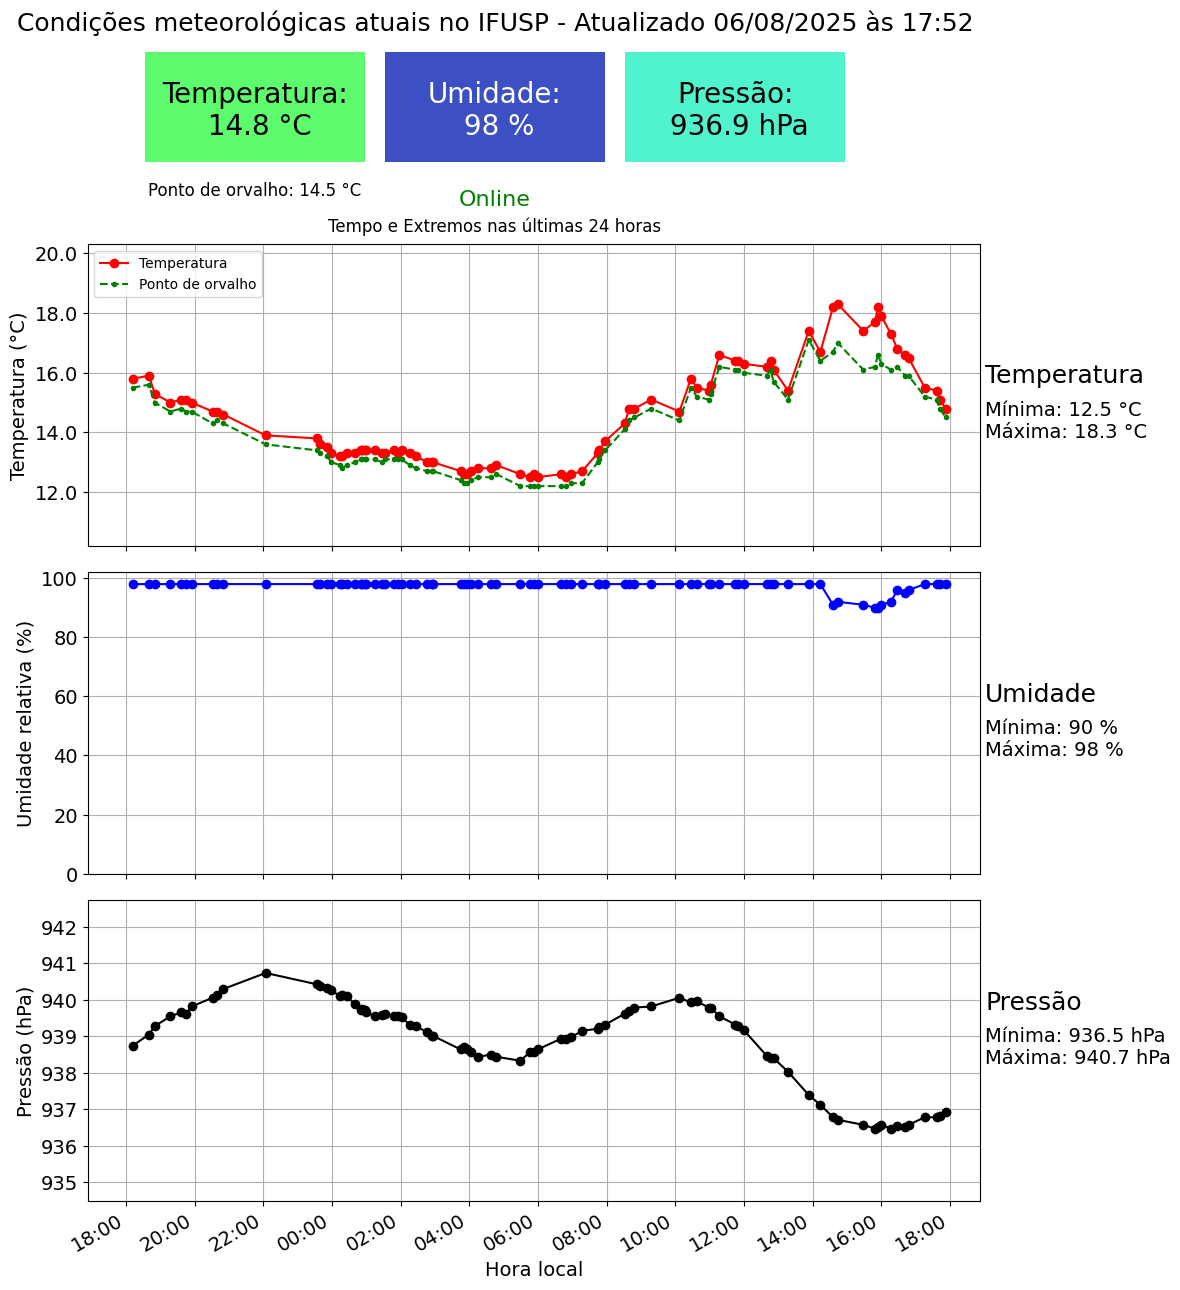 Condições meteorológicas atuais no IFUSP - Atualizado 06/08/2025 às 17:52
Temperatura:
14.8 °C
Umidade:
98 %
Pressão:
936.9 hPa
Ponto de orvalho: 14.5 °C
Online
Tempo e Extremos nas últimas 24 horas
Temperatura
Ponto de orvalho
Temperatura (°C)
20.0
18.0
16.0
14.0
12.0
Temperatura
Mínima: 12.5 °C
Máxima: 18.3 °C
Umidade relativa (%)
100
80
60
40
20
0
Umidade
Mínima: 90 %
Máxima: 98 %
Pressão (hPa)
942
941
940
939
938
937
936
935
Pressão
Mínima: 936.5 hPa
Máxima: 940.7 hPa
18:00 20:00 22:00 00:00 02:00 04:00 06:00 08:00 10:00 12:00 14:00 16:00 18:00
Hora local